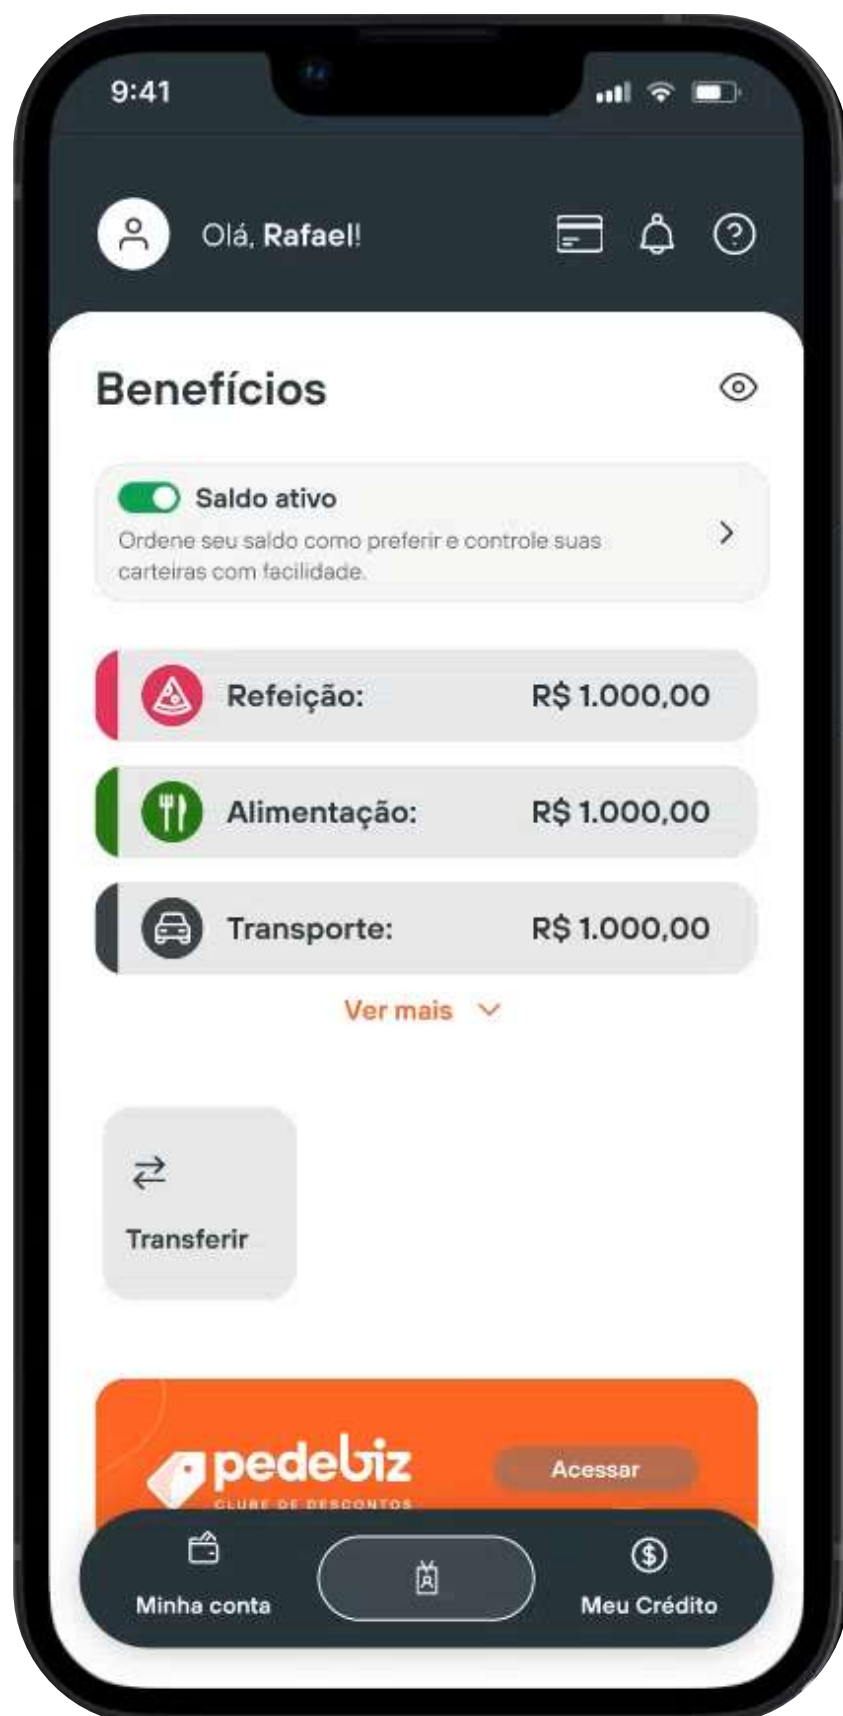 9:41
Olá, Rafael!
Benefícios
Saldo ativo
Ordene seu saldo como preferir e controle suas
carteiras com facilidade.
Refeição: R$ 1.000,00
Alimentação: R$ 1.000,00
Transporte: R$ 1.000,00
Ver mais
Transferir
pedebiz
CLUBE DE DESCONTOS
Acessar
Minha conta
Meu Crédito